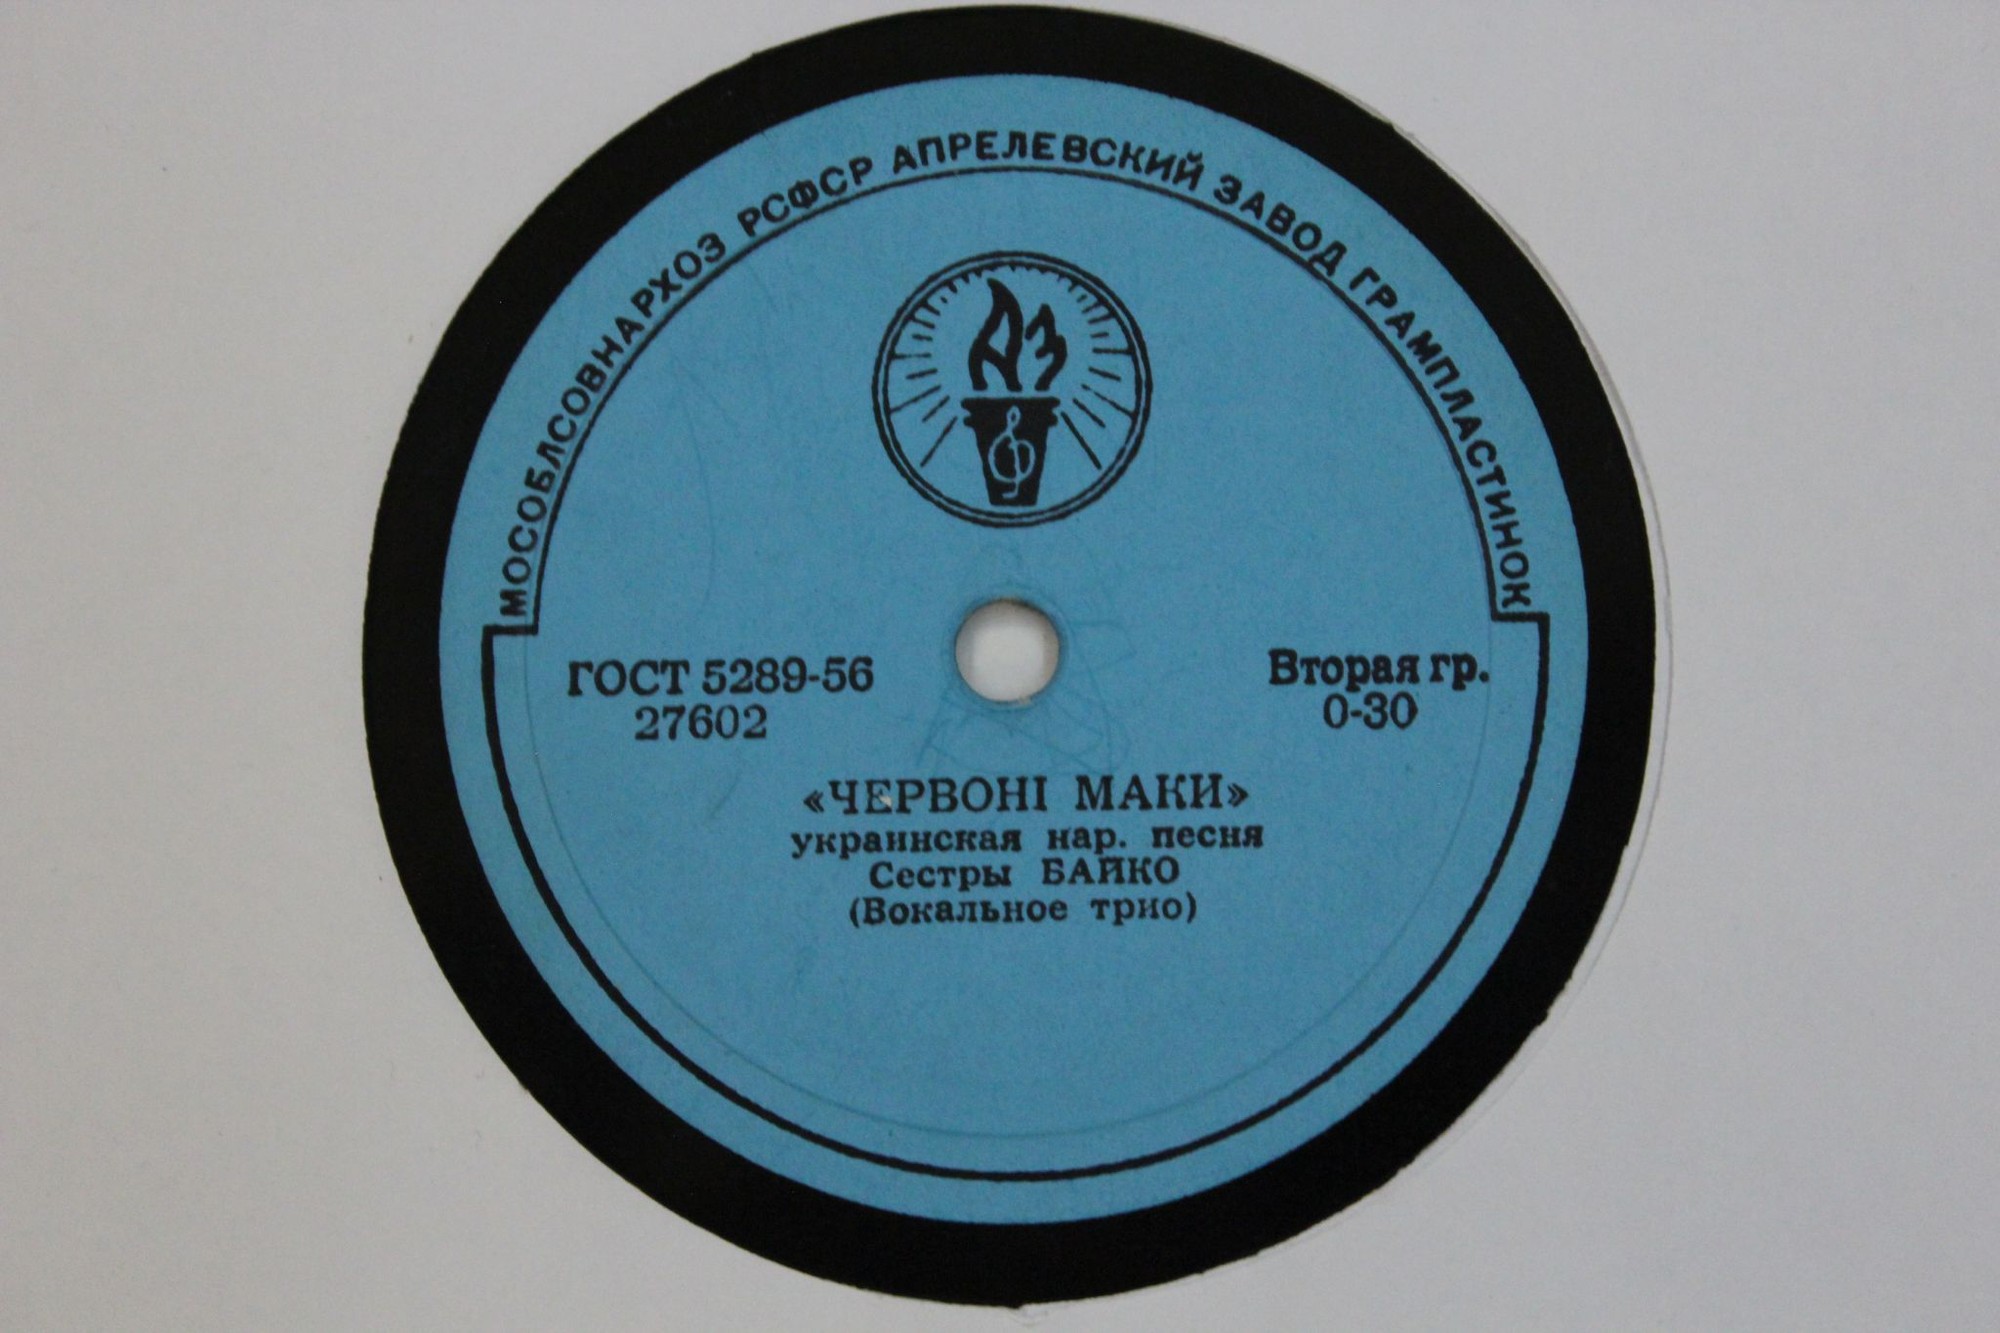 МОСОБЛСОВНАРХОЗ РСФСР АПРЕЛЕВСКИЙ ЗАВОД ГРАМПЛАСТИНОК
АЗ
ГОСТ 5289-56
27602
Вторая гр.
0-30
«ЧЕРВОНІ МАКИ»
украинская нар. песня
Сестры БАЙКО
(Вокальное трио)